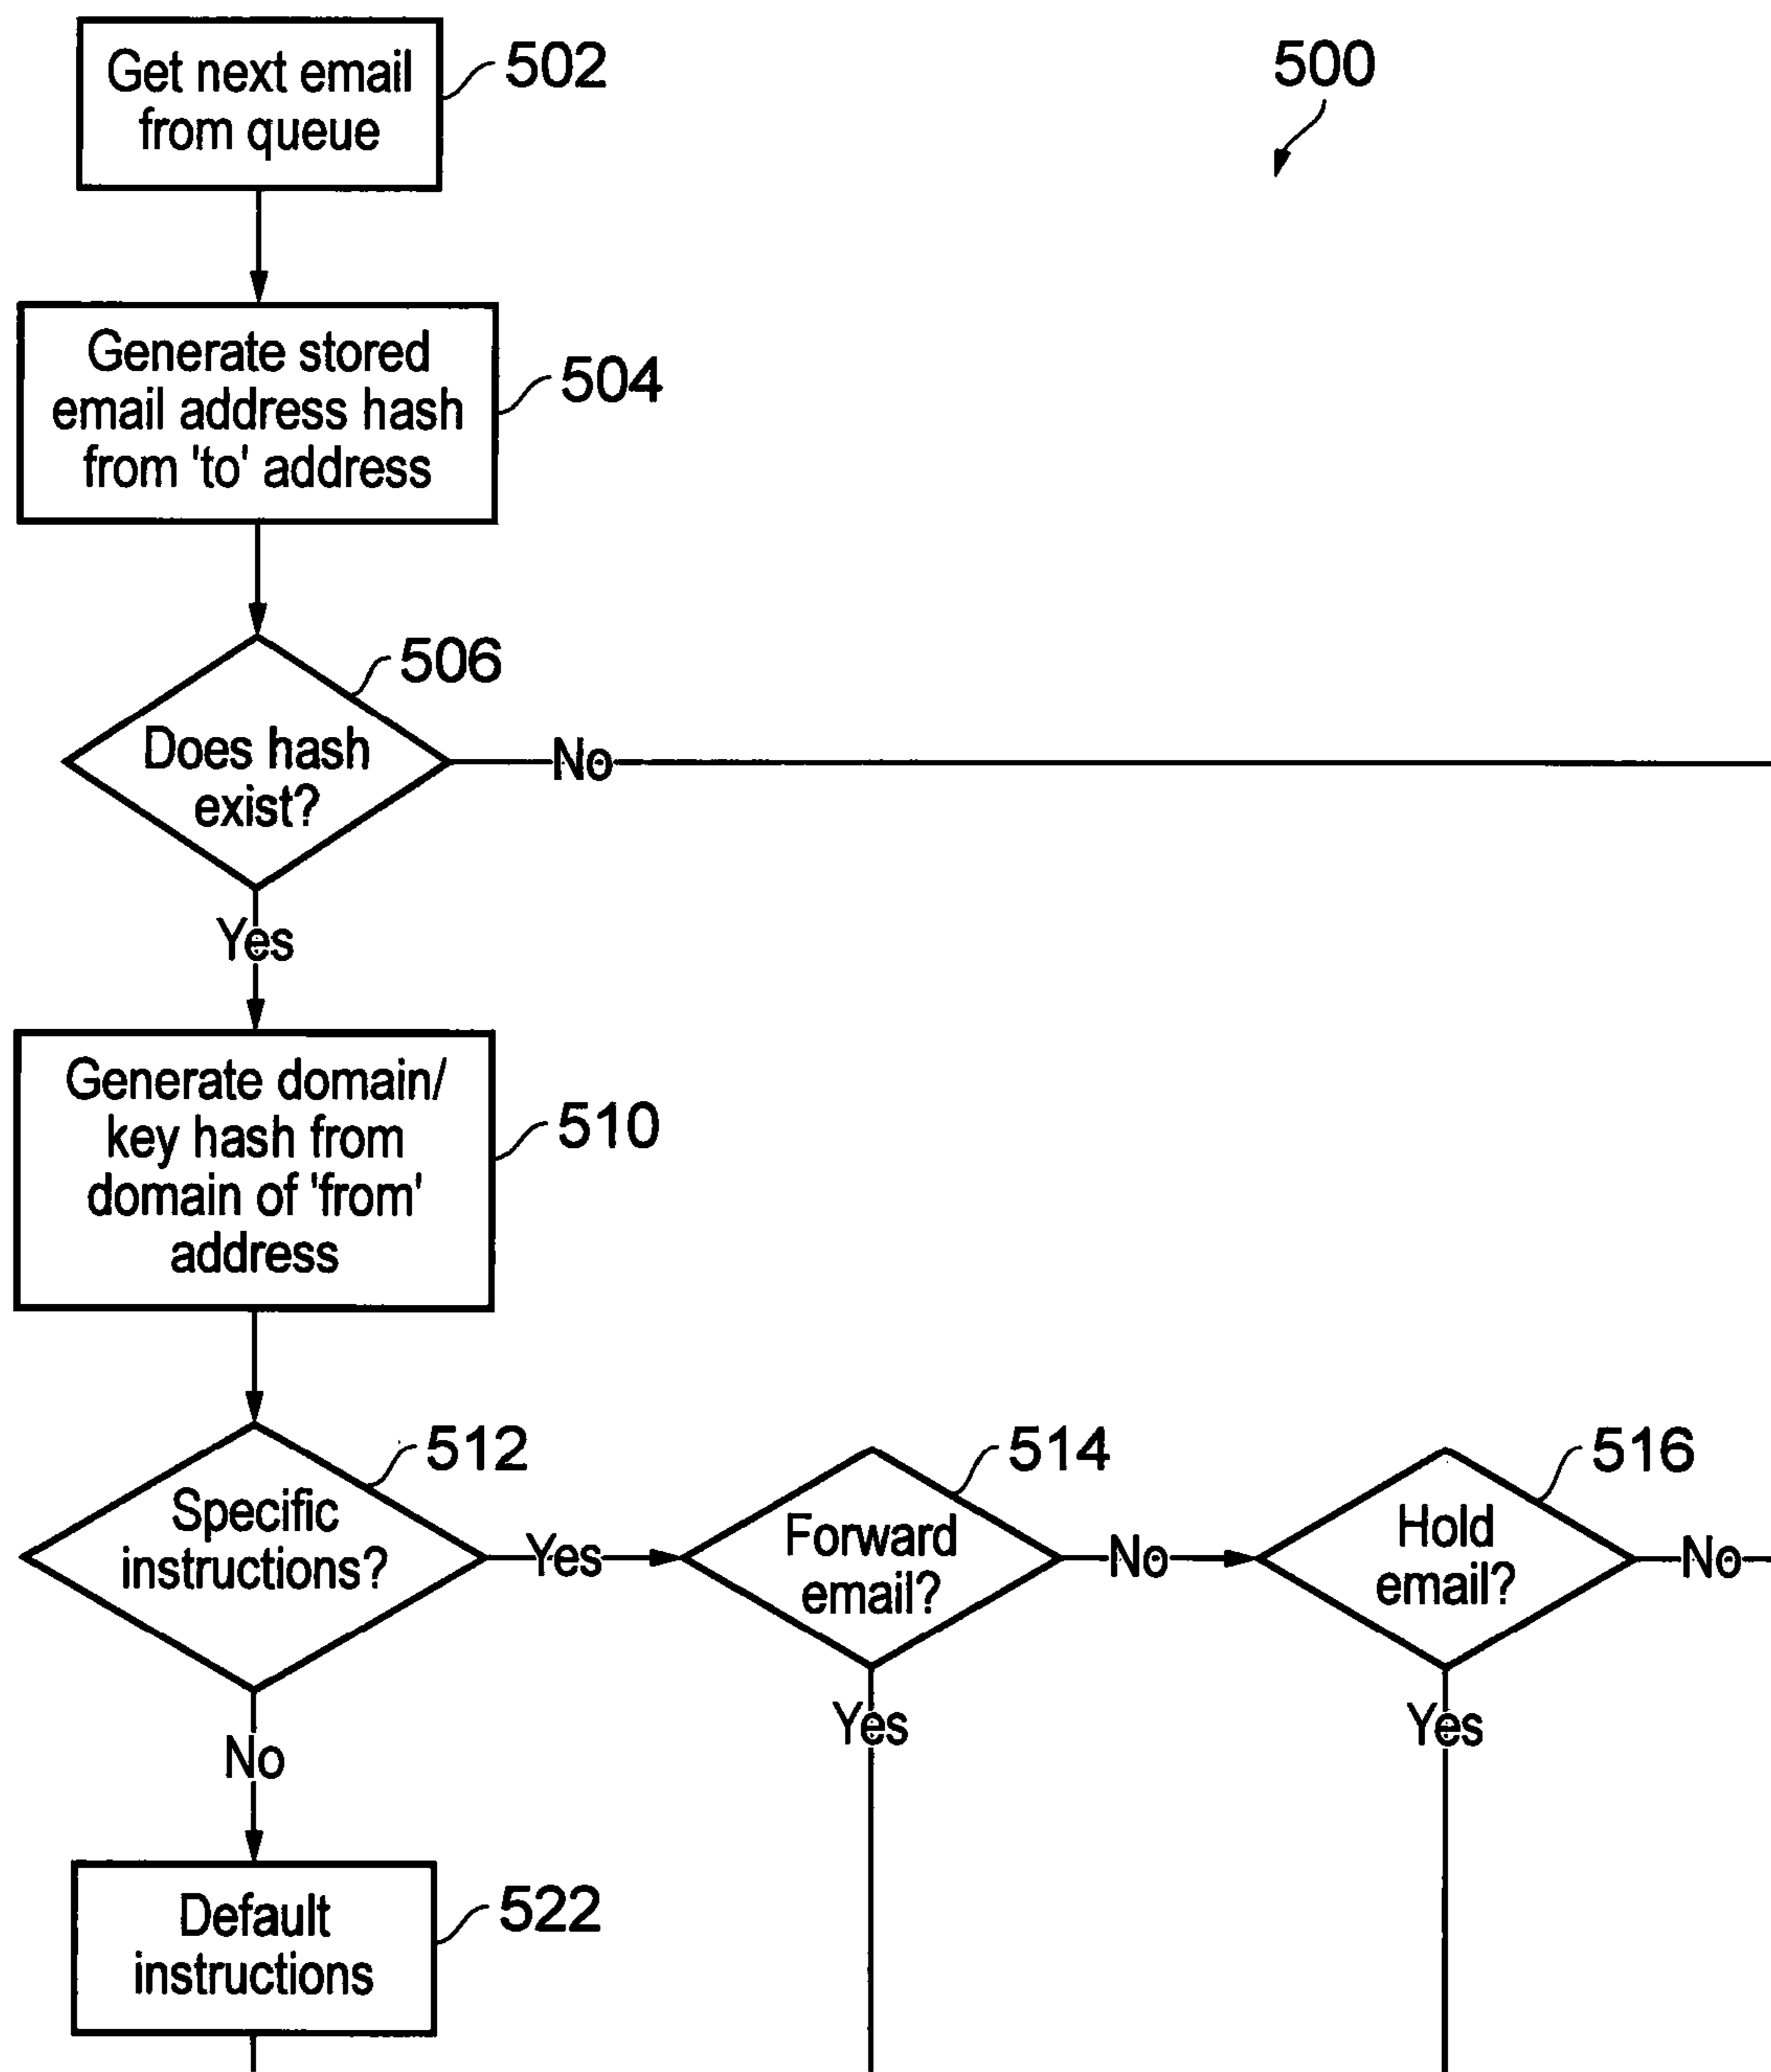 Get next email
from queue
502
500
Generate stored
email address hash
from 'to' address
504
506
Does hash
exist?
No
Yes
Generate domain/
key hash from
domain of 'from'
address
510
512
Specific
instructions?
Yes
514
Forward
email?
No
516
Hold
email?
No
No
Yes
Yes
Default
instructions
522